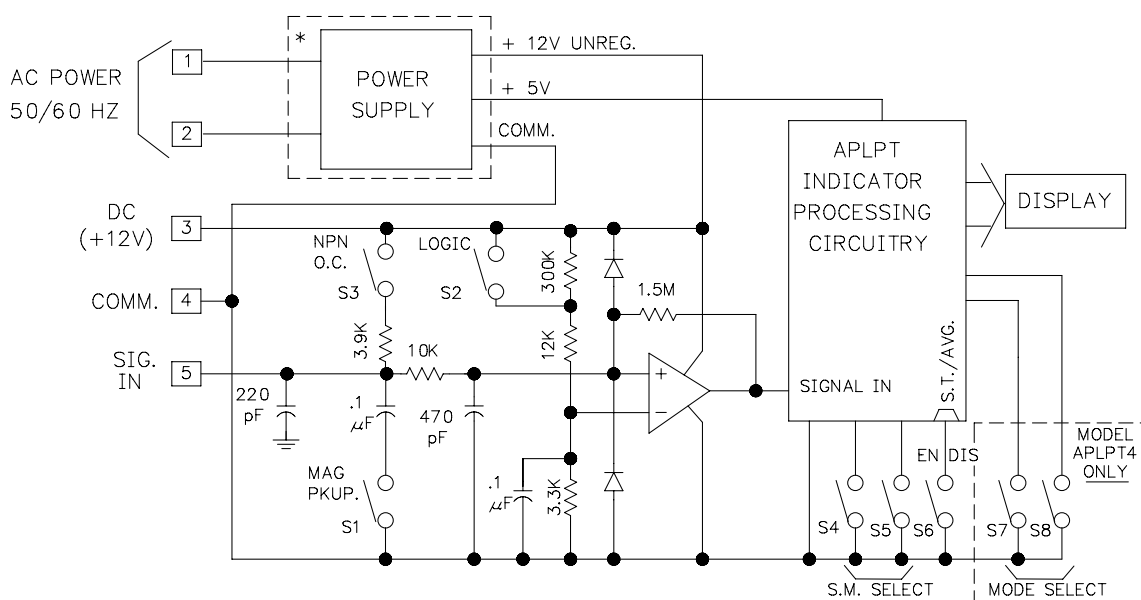 *
+ 12V UNREG.
1
AC POWER
50/60 HZ
2
POWER
SUPPLY
+ 5V
COMM.
APLPT
INDICATOR
PROCESSING
CIRCUITRY
DISPLAY
DC
(+12V)
3
NPN
O.C.
S3
LOGIC
S2
300K
1.5M
COMM.
4
3.9K
10K
12K
SIG.
IN
5
220
pF
.1
μF
470
pF
+
−
SIGNAL IN
S.T./AVG.
MAG
PKUP.
S1
.1
μF
3.3K
EN DIS
MODEL
APLPT4
ONLY
S4
S5
S6
S7
S8
S.M. SELECT
MODE SELECT